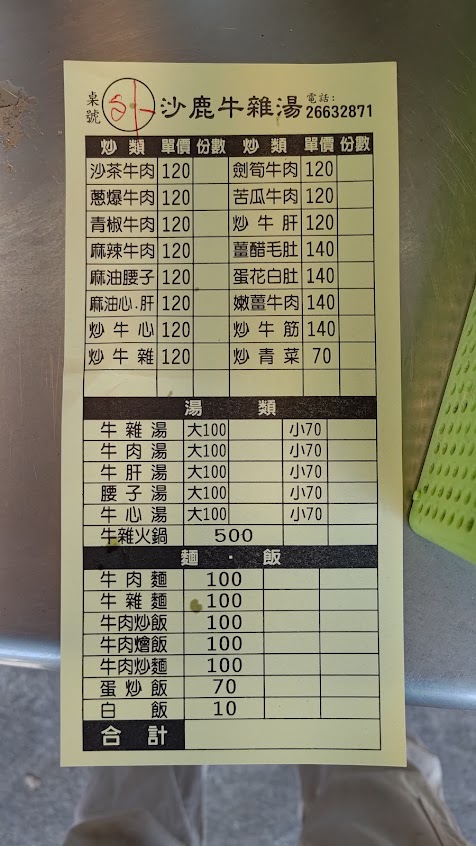 桌號 外 沙鹿牛雜湯 電話:26632871
炒類 單價 份數 炒類 單價 份數
沙茶牛肉 120 劍筍牛肉 120
蔥爆牛肉 120 苦瓜牛肉 120
青椒牛肉 120 炒牛肝 120
麻辣牛肉 120 薑醋毛肚 140
麻油腰子 120 蛋花白肚 140
麻油心.肝 120 嫩薑牛肉 140
炒牛心 120 炒牛筋 140
炒牛雜 120 炒青菜 70
湯類
牛雜湯 大100 小70
牛肉湯 大100 小70
牛肝湯 大100 小70
腰子湯 大100 小70
牛心湯 大100 小70
牛雜火鍋 500
麵・飯
牛肉麵 100
牛雜麵 100
牛肉炒飯 100
牛肉燴飯 100
牛肉炒麵 100
蛋炒飯 70
白飯 10
合計